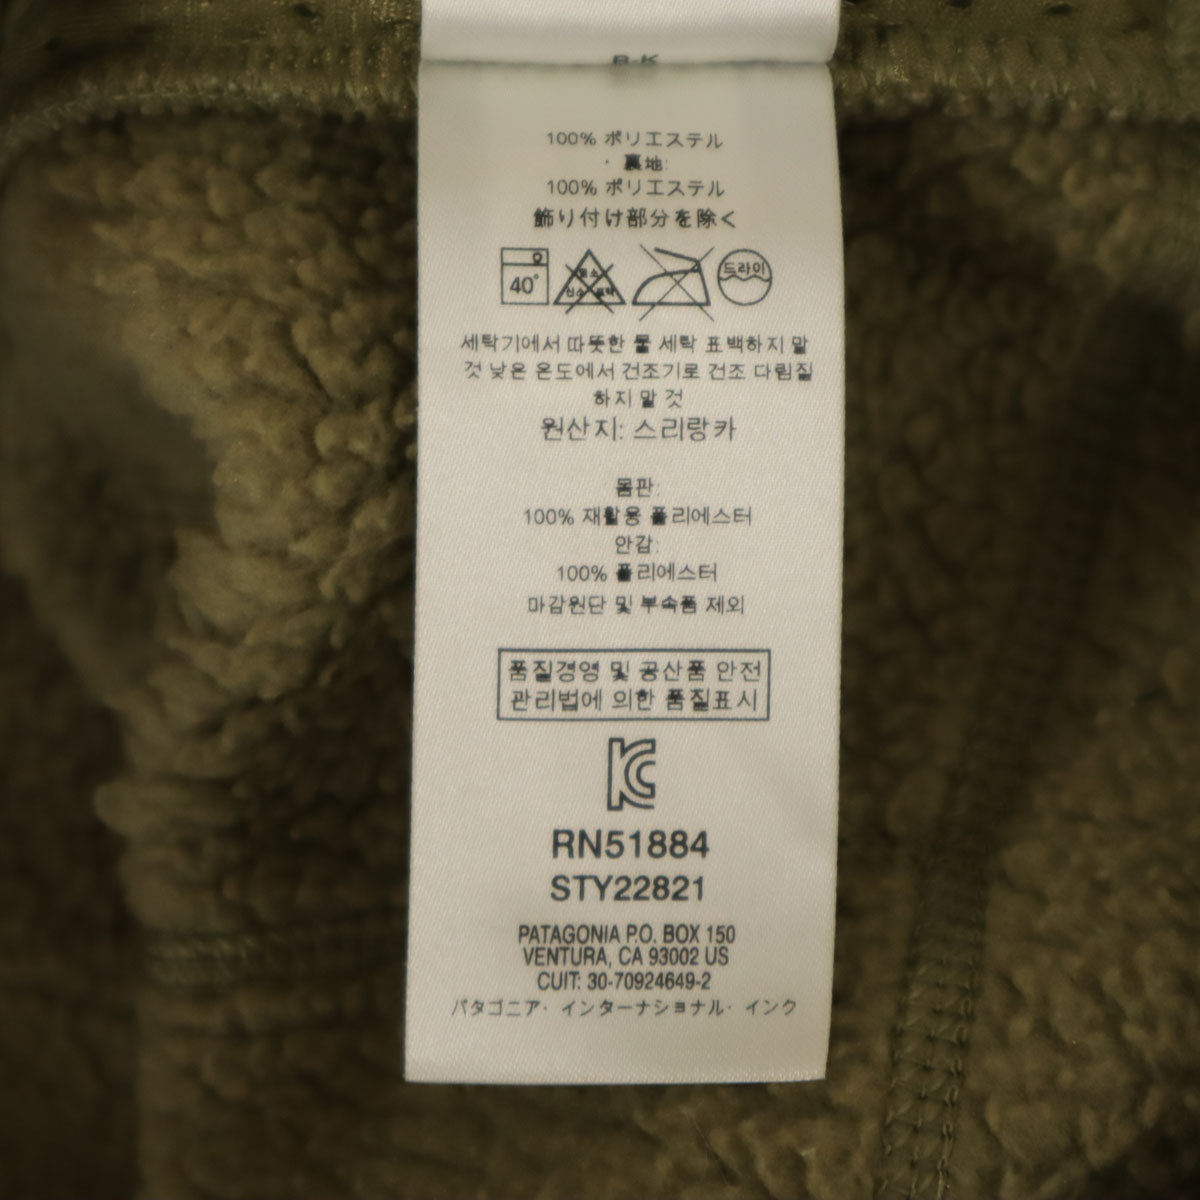 100% ポリエステル
・裏地:
100% ポリエステル
飾り付け部分を除く
40°
드라이
세탁기에서 따뜻한 물 세탁 표백하지 말
것 낮은 온도에서 건조기로 건조 다림질
하지 말 것
원산지: 스리랑카
몸판:
100% 재활용 폴리에스터
안감:
100% 폴리에스터
마감원단 및 부속품 제외
품질경영 및 공산품 안전
관리법에 의한 품질표시
RN51884
STY22821
PATAGONIA P.O. BOX 150
VENTURA, CA 93002 US
CUIT: 30-70924649-2
パタゴニア・インターナショナル・インク